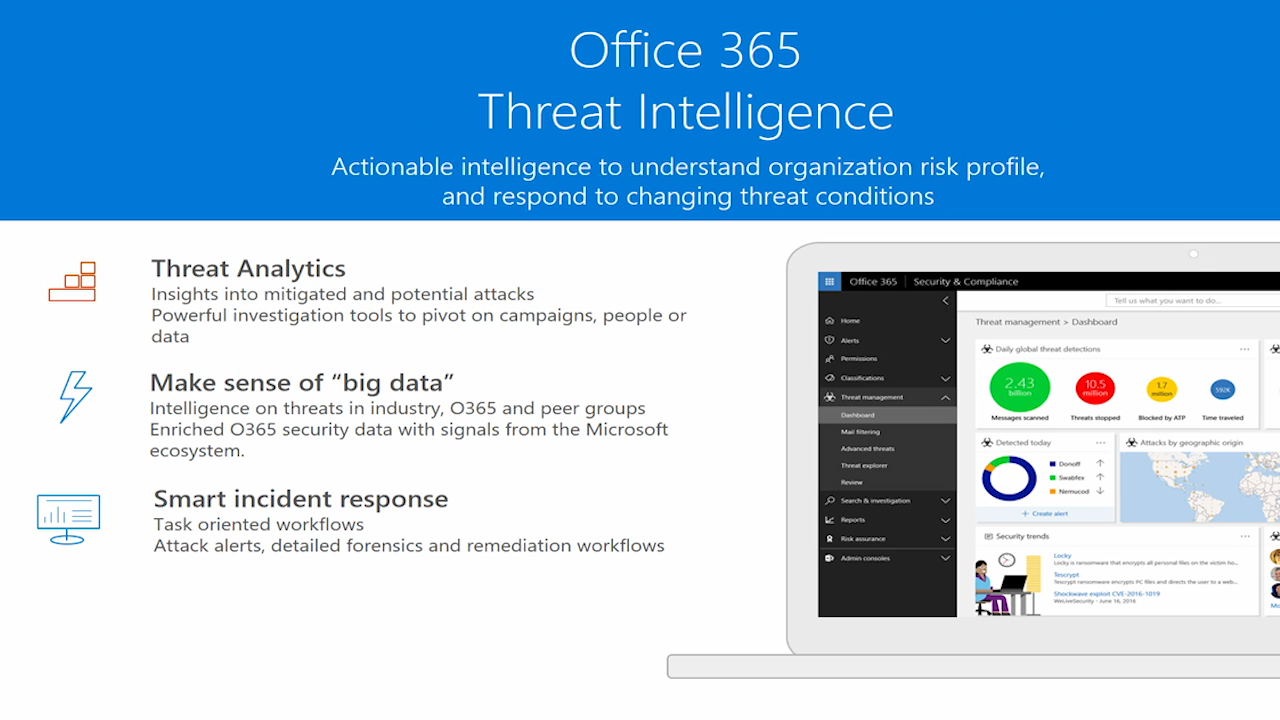 Office 365
Threat Intelligence
Actionable intelligence to understand organization risk profile,
and respond to changing threat conditions
Threat Analytics
Insights into mitigated and potential attacks
Powerful investigation tools to pivot on campaigns, people or
data
Make sense of “big data”
Intelligence on threats in industry, O365 and peer groups
Enriched O365 security data with signals from the Microsoft
ecosystem.
Smart incident response
Task oriented workflows
Attack alerts, detailed forensics and remediation workflows
Office 365 Security & Compliance
Tell us what you want to do...
Home
Alerts
Permissions
Classifications
Threat management
Dashboard
Mail filtering
Advanced threats
Threat explorer
Review
Search & investigation
Reports
Risk assurance
Admin consoles
Threat management > Dashboard
Daily global threat detections
2.43
billion
Messages scanned
10.5
million
Threats stopped
1.7
million
Blocked by ATP
592K
Time traveled
Detected today
Donoff
Swabfex
Nemucod
+ Create alert
Attacks by geographic origin
Security trends
Locky
Locky is ransomware that encrypts all personal files on the victim ho...
Tescrypt
Tescrypt ransomware encrypts PC files and directs the user to a web...
Shockwave exploit CVE-2016-1019
WeLiveSecurity - June 16, 2016